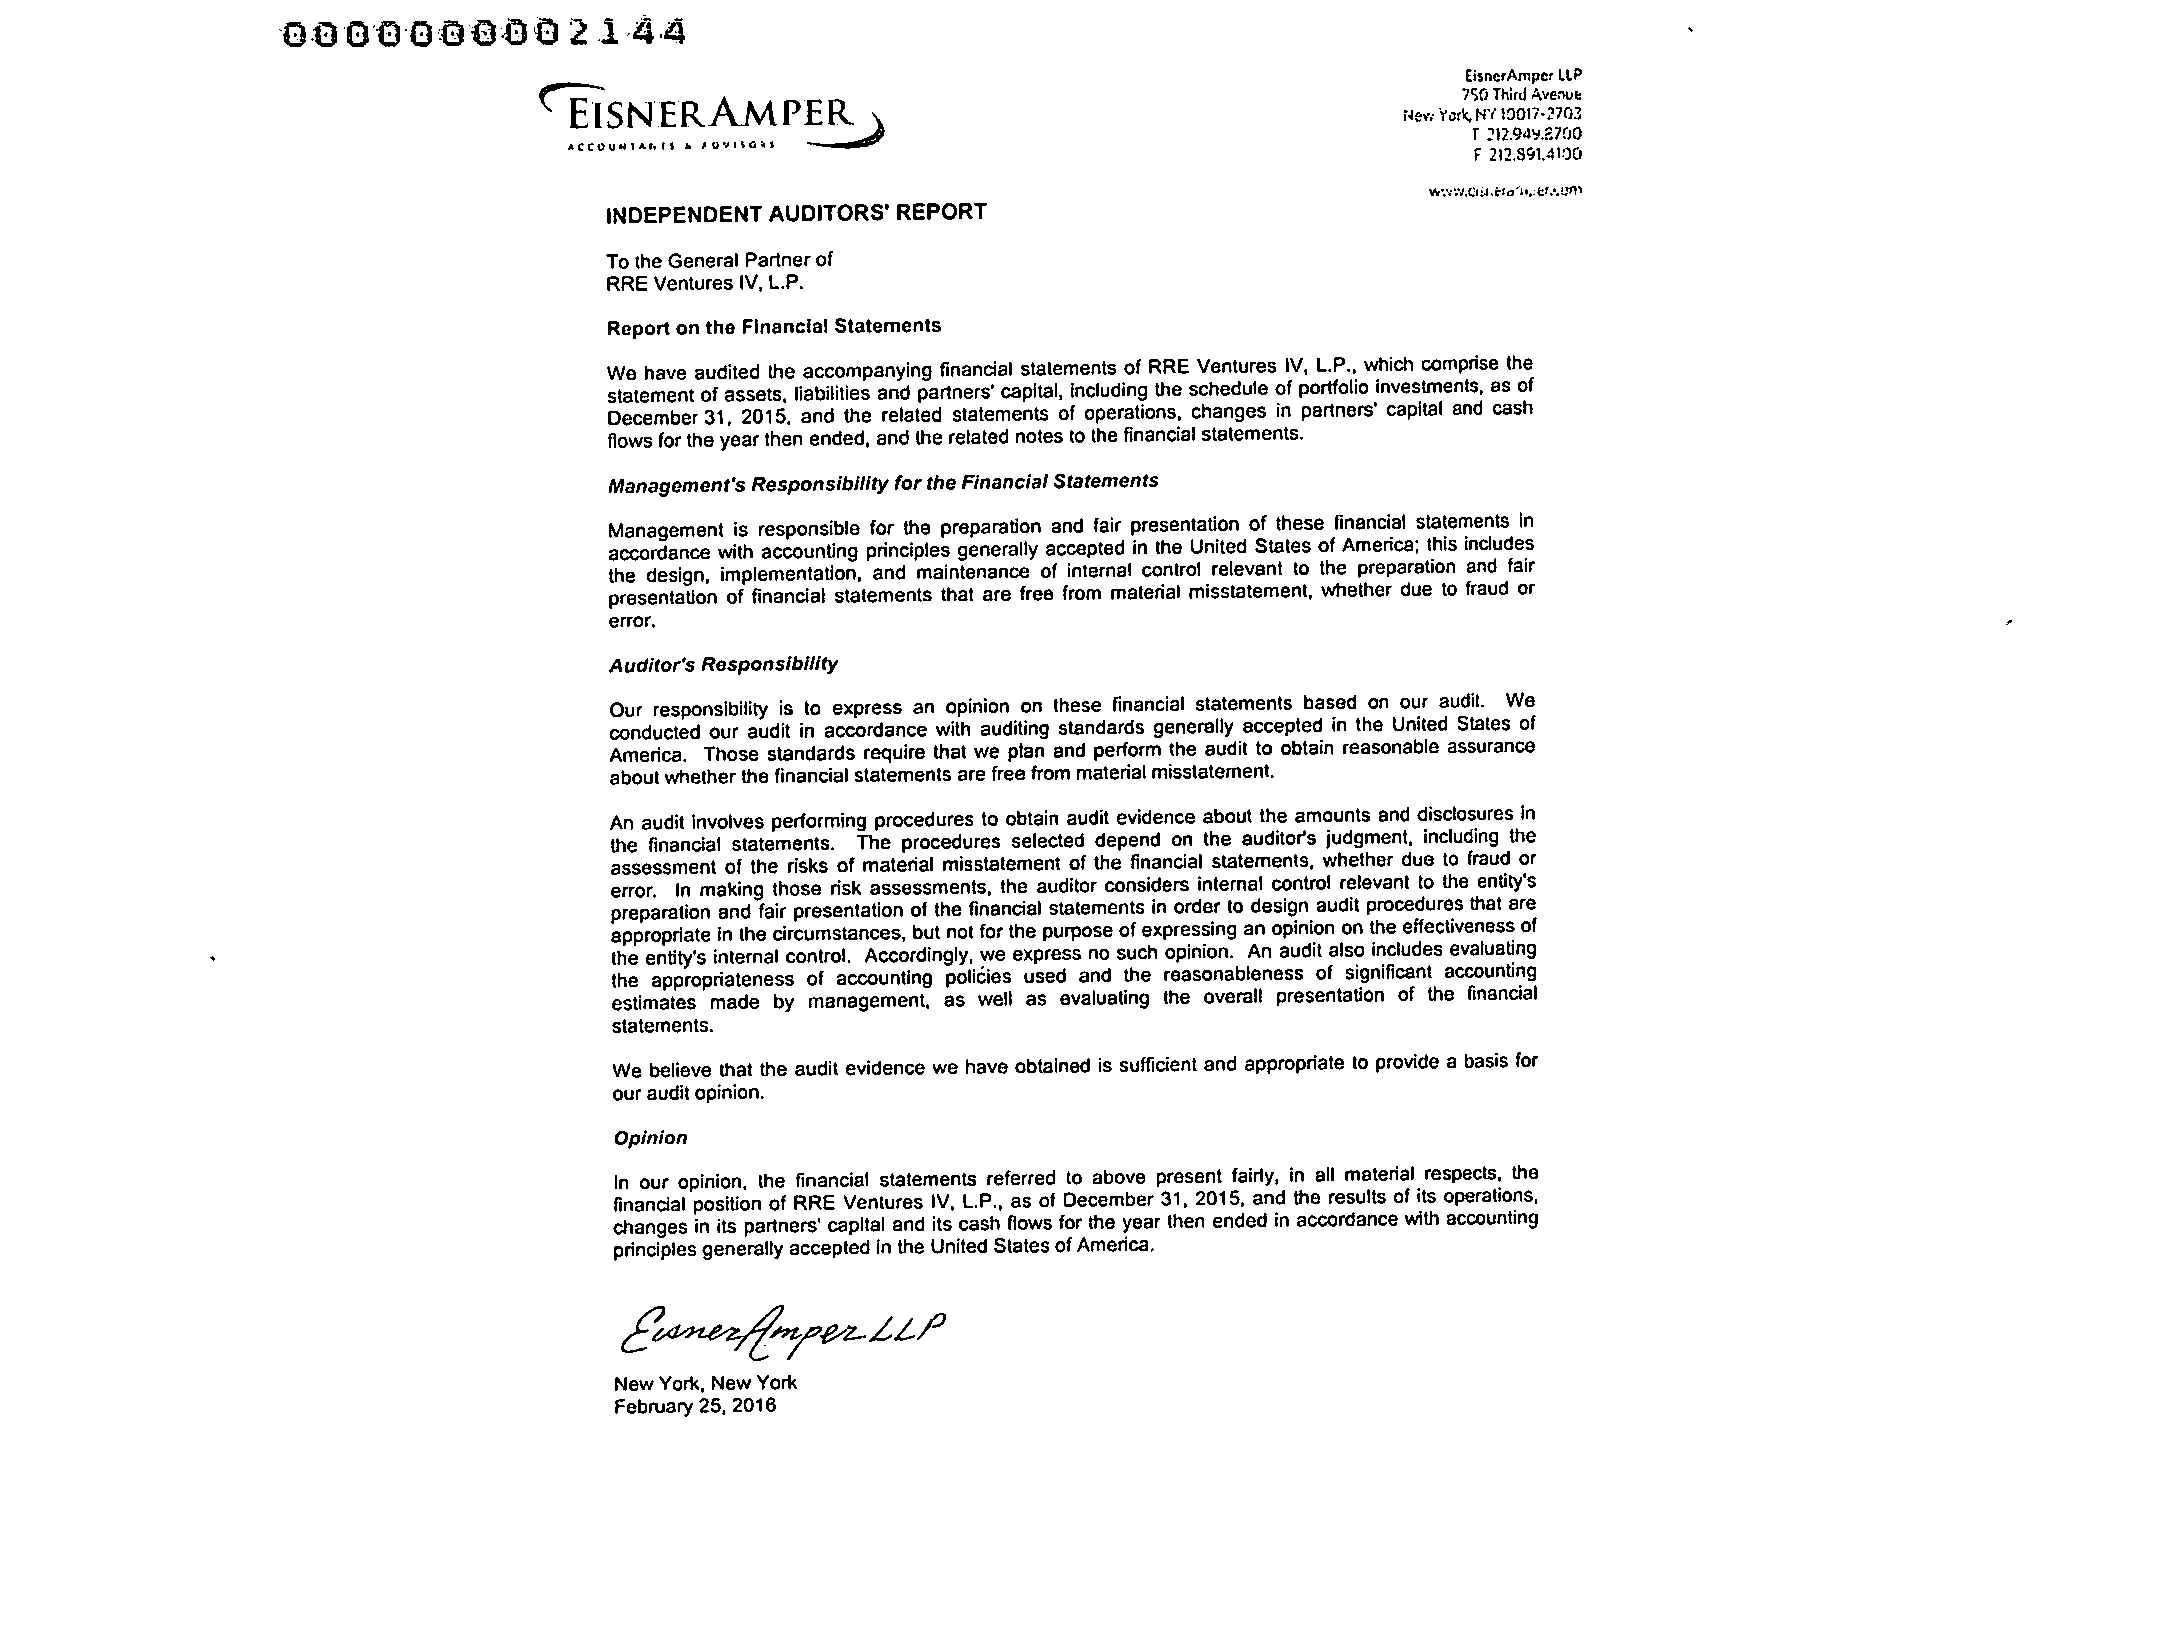 0000000002144
EISNERAMPER
ACCOUNTANTS & ADVISORS
EisnerAmper LLP
750 Third Avenue
New York, NY 10017-2703
T 212.949.8700
F 212.891.4100
INDEPENDENT AUDITORS' REPORT
To the General Partner of
RRE Ventures IV, L.P.
Report on the Financial Statements
We have audited the accompanying financial statements of RRE Ventures IV, L.P., which comprise the
statement of assets, liabilities and partners' capital, including the schedule of portfolio investments, as of
December 31, 2015, and the related statements of operations, changes in partners' capital and cash
flows for the year then ended, and the related notes to the financial statements.
Management's Responsibility for the Financial Statements
Management is responsible for the preparation and fair presentation of these financial statements in
accordance with accounting principles generally accepted in the United States of America; this includes
the design, implementation, and maintenance of internal control relevant to the preparation and fair
presentation of financial statements that are free from material misstatement, whether due to fraud or
error.
Auditor's Responsibility
Our responsibility is to express an opinion on these financial statements based on our audit. We
conducted our audit in accordance with auditing standards generally accepted in the United States of
America. Those standards require that we plan and perform the audit to obtain reasonable assurance
about whether the financial statements are free from material misstatement.
An audit involves performing procedures to obtain audit evidence about the amounts and disclosures in
the financial statements. The procedures selected depend on the auditor's judgment, including the
assessment of the risks of material misstatement of the financial statements, whether due to fraud or
error. In making those risk assessments, the auditor considers internal control relevant to the entity's
preparation and fair presentation of the financial statements in order to design audit procedures that are
appropriate in the circumstances, but not for the purpose of expressing an opinion on the effectiveness of
the entity's internal control. Accordingly, we express no such opinion. An audit also includes evaluating
the appropriateness of accounting policies used and the reasonableness of significant accounting
estimates made by management, as well as evaluating the overall presentation of the financial
statements.
We believe that the audit evidence we have obtained is sufficient and appropriate to provide a basis for
our audit opinion.
Opinion
In our opinion, the financial statements referred to above present fairly, in all material respects, the
financial position of RRE Ventures IV, L.P., as of December 31, 2015, and the results of its operations,
changes in its partners' capital and its cash flows for the year then ended in accordance with accounting
principles generally accepted in the United States of America.
EisnerAmper LLP
New York, New York
February 25, 2016